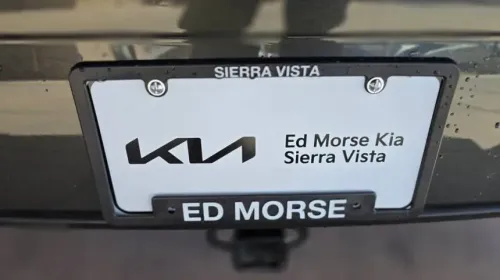 SIERRA VISTA
KIA
Ed Morse Kia
Sierra Vista
ED MORSE